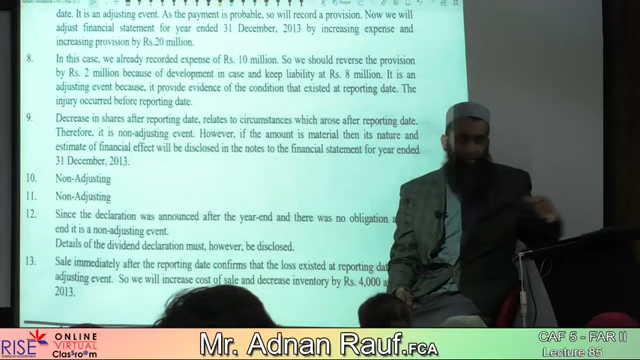 date. It is an adjusting event. As the payment is probable, so will record a provision. Now we will
adjust financial statement for year ended 31 December, 2013 by increasing expense and
increasing provision by Rs.20 million.
8. In this case, we already recorded expense of Rs. 10 million. So we should reverse the provision
by Rs. 2 million because of development in case and keep liability at Rs. 8 million. It is an
adjusting event because, it provide evidence of the condition that existed at reporting date. The
injury occurred before reporting date.
9. Decrease in shares after reporting date, relates to circumstances which arose after reporting date.
Therefore, it is non-adjusting event. However, if the amount is material then its nature and
estimate of financial effect will be disclosed in the notes to the financial statement for year ended
31 December, 2013.
10. Non-Adjusting
11. Non-Adjusting
12. Since the declaration was announced after the year-end and there was no obligation
end it is a non-adjusting event.
Details of the dividend declaration must, however, be disclosed.
13. Sale immediately after the reporting date confirms that the loss existed at reporting
adjusting event. So we will increase cost of sale and decrease inventory by Rs. 4,000
2013.
RISE ONLINE
VIRTUAL
Classroom
Mr. Adnan Rauf.FCA
CAF 5 - FAR II
Lecture 85